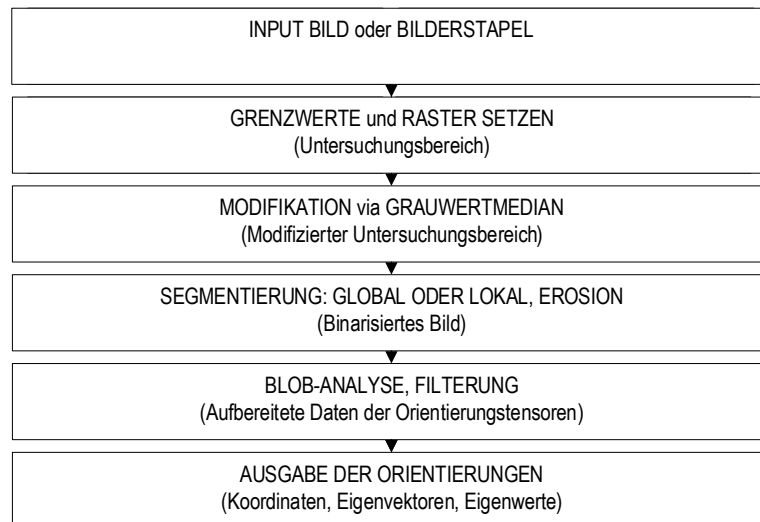 INPUT BILD oder BILDERSTAPEL
GRENZWERTE und RASTER SETZEN
(Untersuchungsbereich)
MODIFIKATION via GRAUWERTMEDIAN
(Modifizierter Untersuchungsbereich)
SEGMENTIERUNG: GLOBAL ODER LOKAL, EROSION
(Binarisiertes Bild)
BLOB-ANALYSE, FILTERUNG
(Aufbereitete Daten der Orientierungstensoren)
AUSGABE DER ORIENTIERUNGEN
(Koordinaten, Eigenvektoren, Eigenwerte)